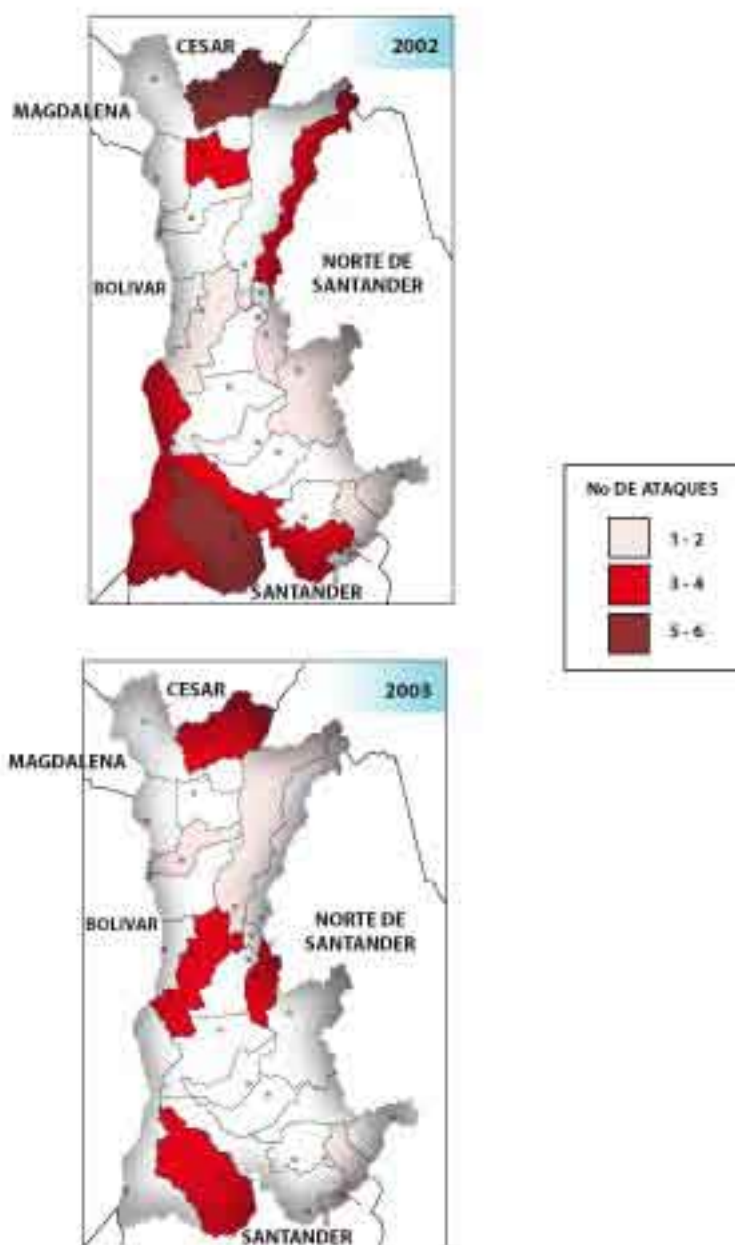 CESAR
2002
MAGDALENA
BOLIVAR
NORTE DE
SANTANDER
SANTANDER
No DE ATAQUES
1 - 2
3 - 4
5 - 6
CESAR
2003
MAGDALENA
BOLIVAR
NORTE DE
SANTANDER
SANTANDER